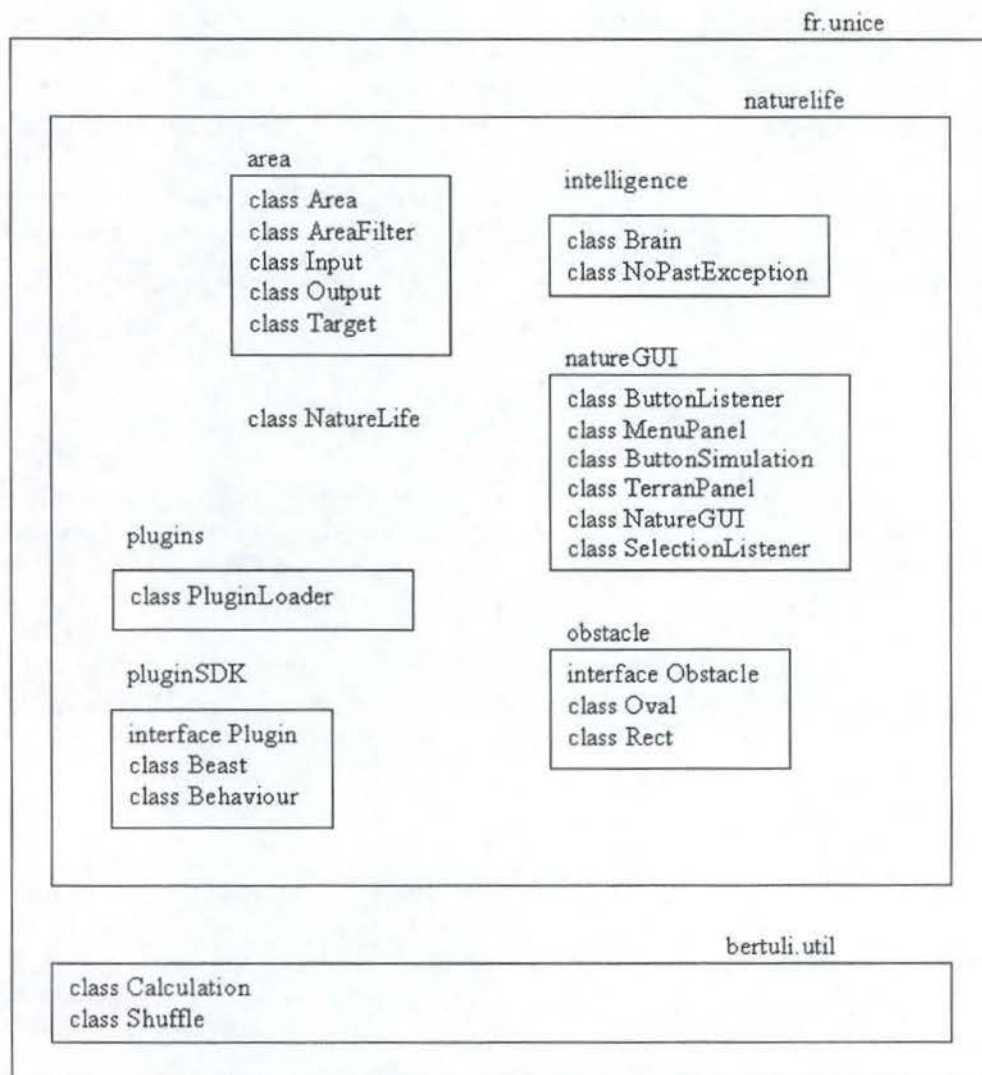 fr.unice
naturelife
area
class Area
class AreaFilter
class Input
class Output
class Target
class NatureLife
intelligence
class Brain
class NoPastException
natureGUI
class ButtonListener
class MenuPanel
class ButtonSimulation
class TerranPanel
class NatureGUI
class SelectionListener
plugins
class PluginLoader
pluginSDK
interface Plugin
class Beast
class Behaviour
obstacle
interface Obstacle
class Oval
class Rect
bertuli.util
class Calculation
class Shuffle